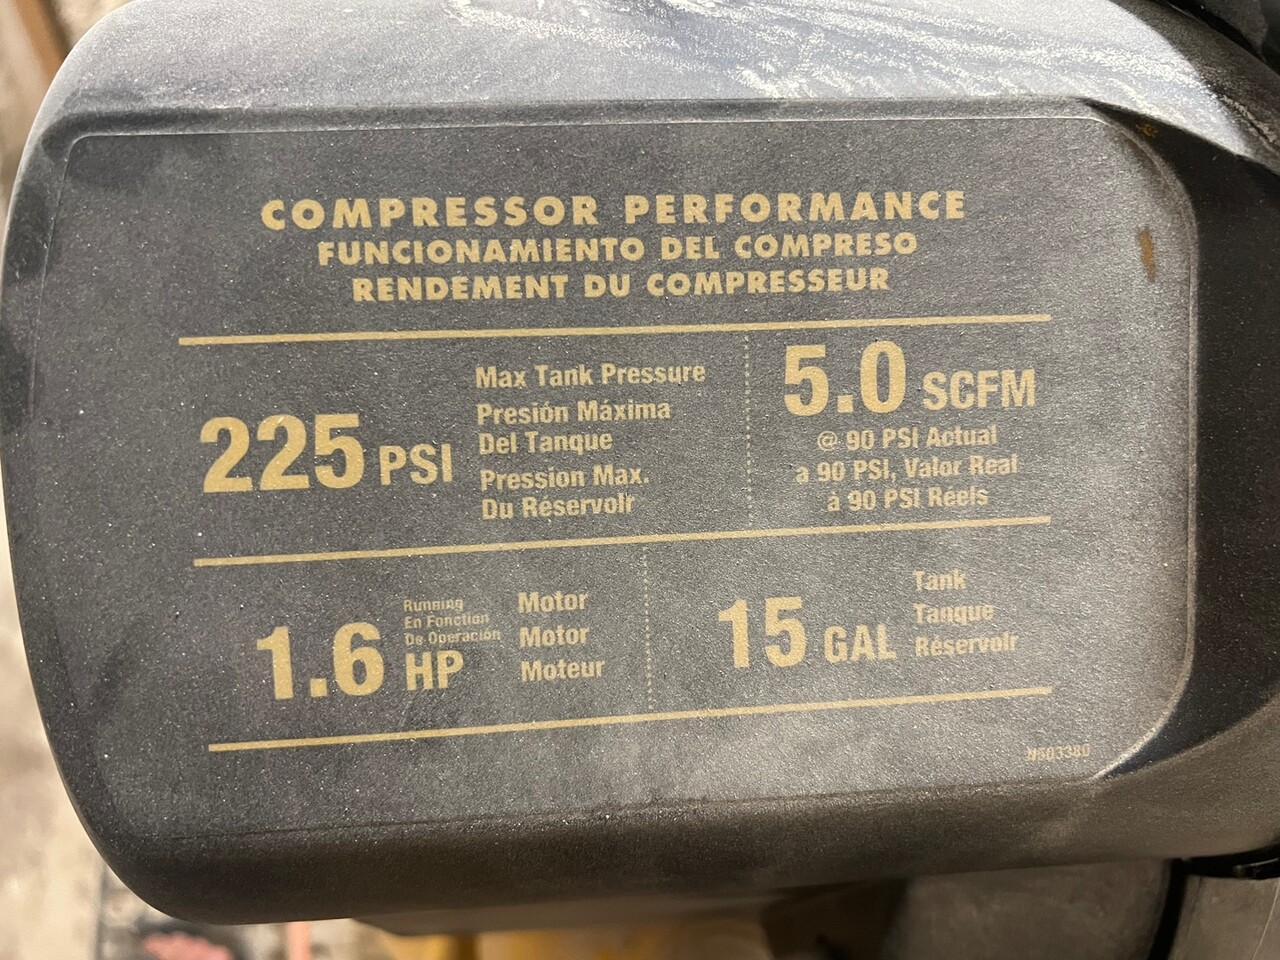 COMPRESSOR PERFORMANCE
FUNCIONAMIENTO DEL COMPRESO
RENDEMENT DU COMPRESSEUR
225 PSI
Max Tank Pressure
Presión Máxima
Del Tanque
Pression Max.
Du Réservoir
5.0 SCFM
@ 90 PSI Actual
a 90 PSI, Valor Real
à 90 PSI Réels
1.6 HP
Running
En Fonction
De Operación
Motor
Motor
Moteur
15 GAL
Tank
Tanque
Réservoir
N503380